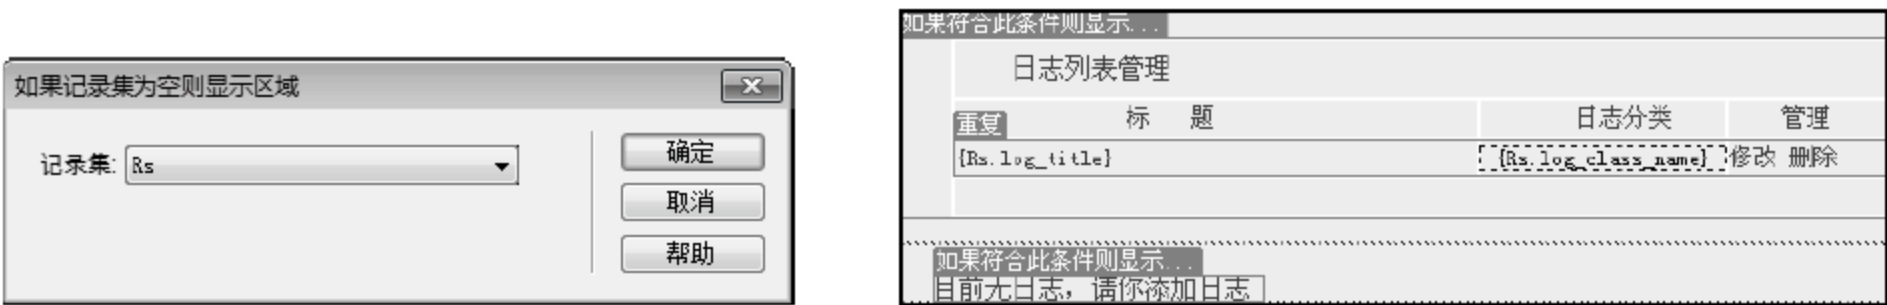 如果记录集为空则显示区域
记录集: Rs
确定
取消
帮助
如果符合此条件则显示...
日志列表管理
重复 标 题 日志分类 管理
{Rs.log_title} {Rs.log_class_name} 修改 删除
如果符合此条件则显示...
目前无日志，请你添加日志